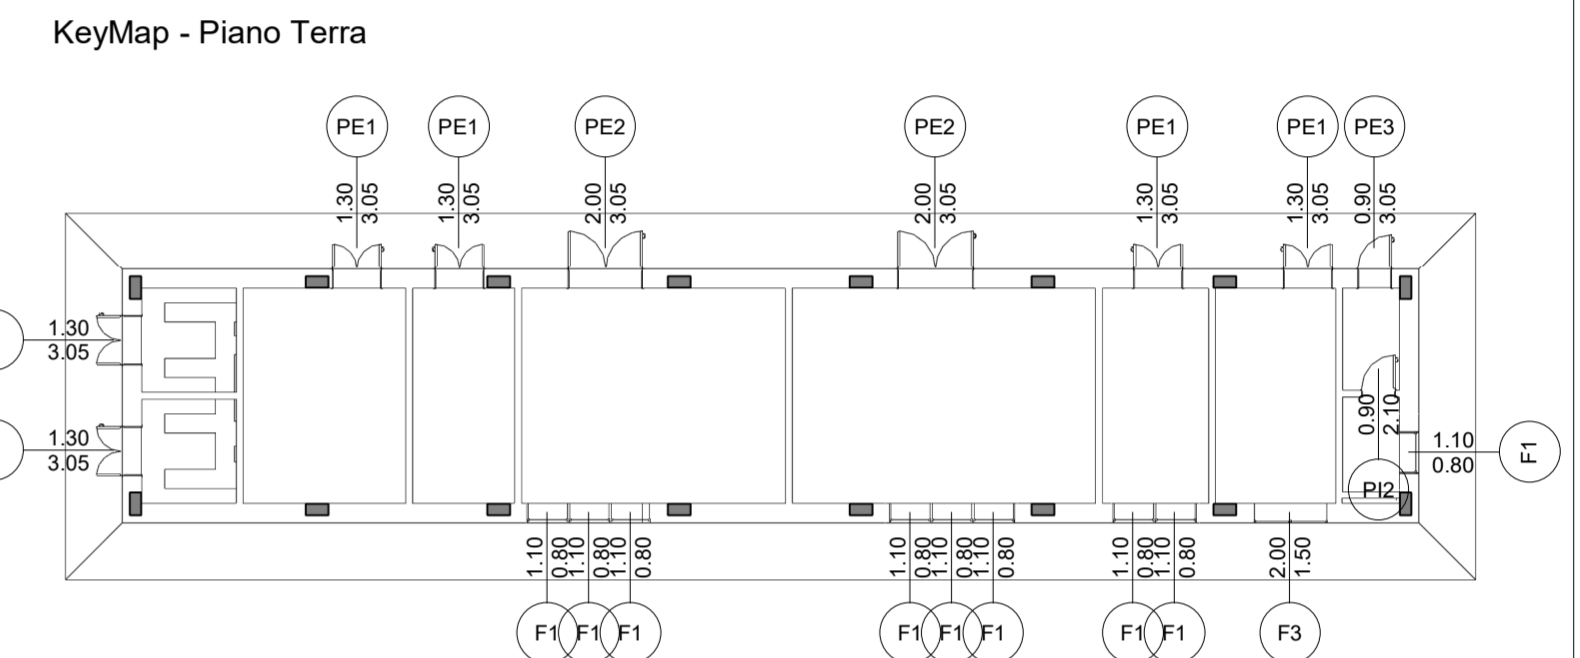 KeyMap - Piano Terra
PE1 PE1 PE2 PE2 PE1 PE1 PE3
1.30 3.05 1.30 3.05 2.00 3.05 2.00 3.05 1.30 3.05 1.30 3.05 0.90 3.05
1.30
3.05
0.90 2.10
1.30
3.05
1.10
0.80
F1
PI2
1.10 0.80 1.10 0.80 1.10 0.80 1.10 0.80 1.10 0.80 1.10 0.80 1.10 0.80 1.10 0.80 2.00 1.50
F1 F1 F1 F1 F1 F1 F1 F1 F3